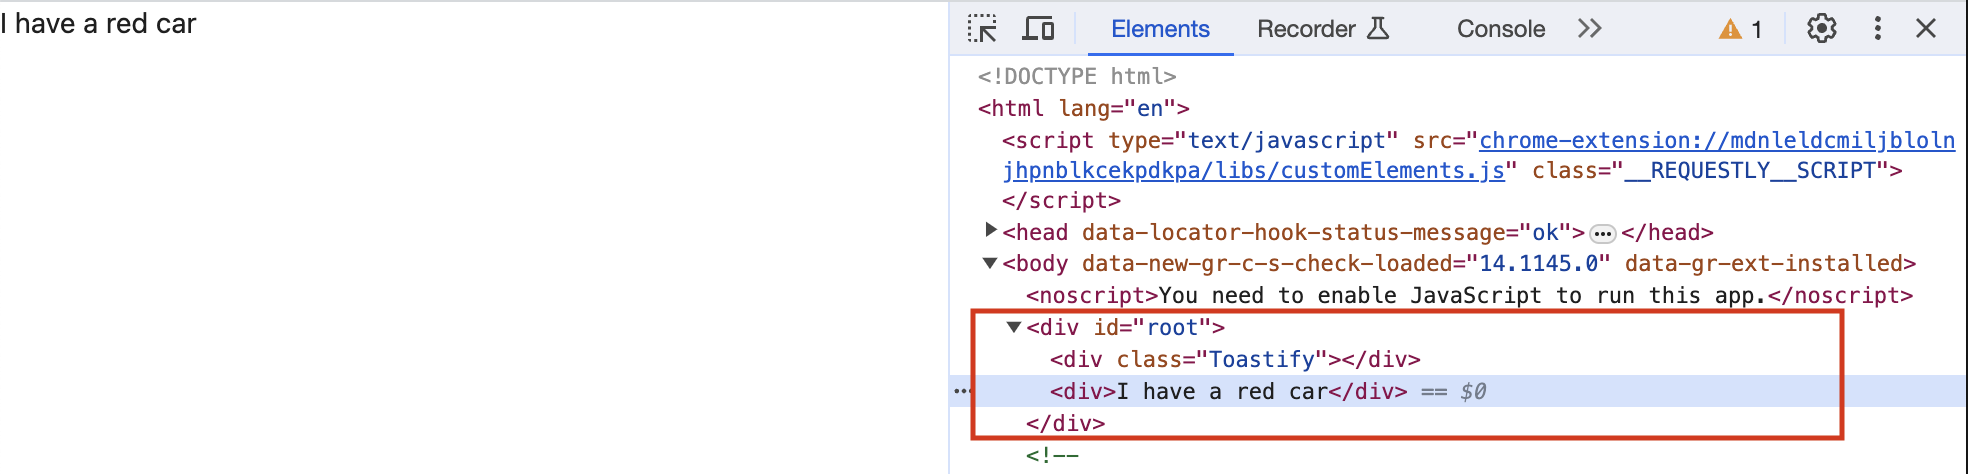 I have a red car
Elements Recorder Console 1
<!DOCTYPE html>
<html lang="en">
<script type="text/javascript" src="chrome-extension://mdnleldcmiljbloln
jhpnblkcekpdkpa/libs/customElements.js" class="__REQUESTLY__SCRIPT">
</script>
<head data-locator-hook-status-message="ok">…</head>
<body data-new-gr-c-s-check-loaded="14.1145.0" data-gr-ext-installed>
<noscript>You need to enable JavaScript to run this app.</noscript>
<div id="root">
<div class="Toastify"></div>
<div>I have a red car</div> == $0
</div>
<!--